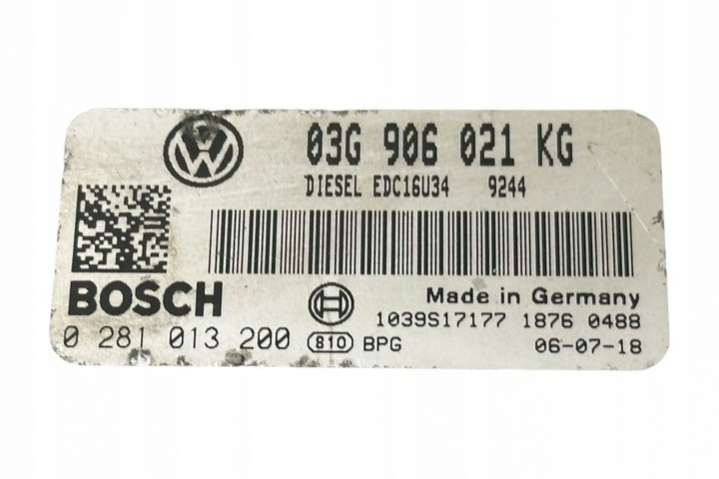 03G 906 021 KG
DIESEL EDC16U34 9244
BOSCH
Made in Germany
1039S17177 1876 0488
0 281 013 200 810 BPG 06-07-18